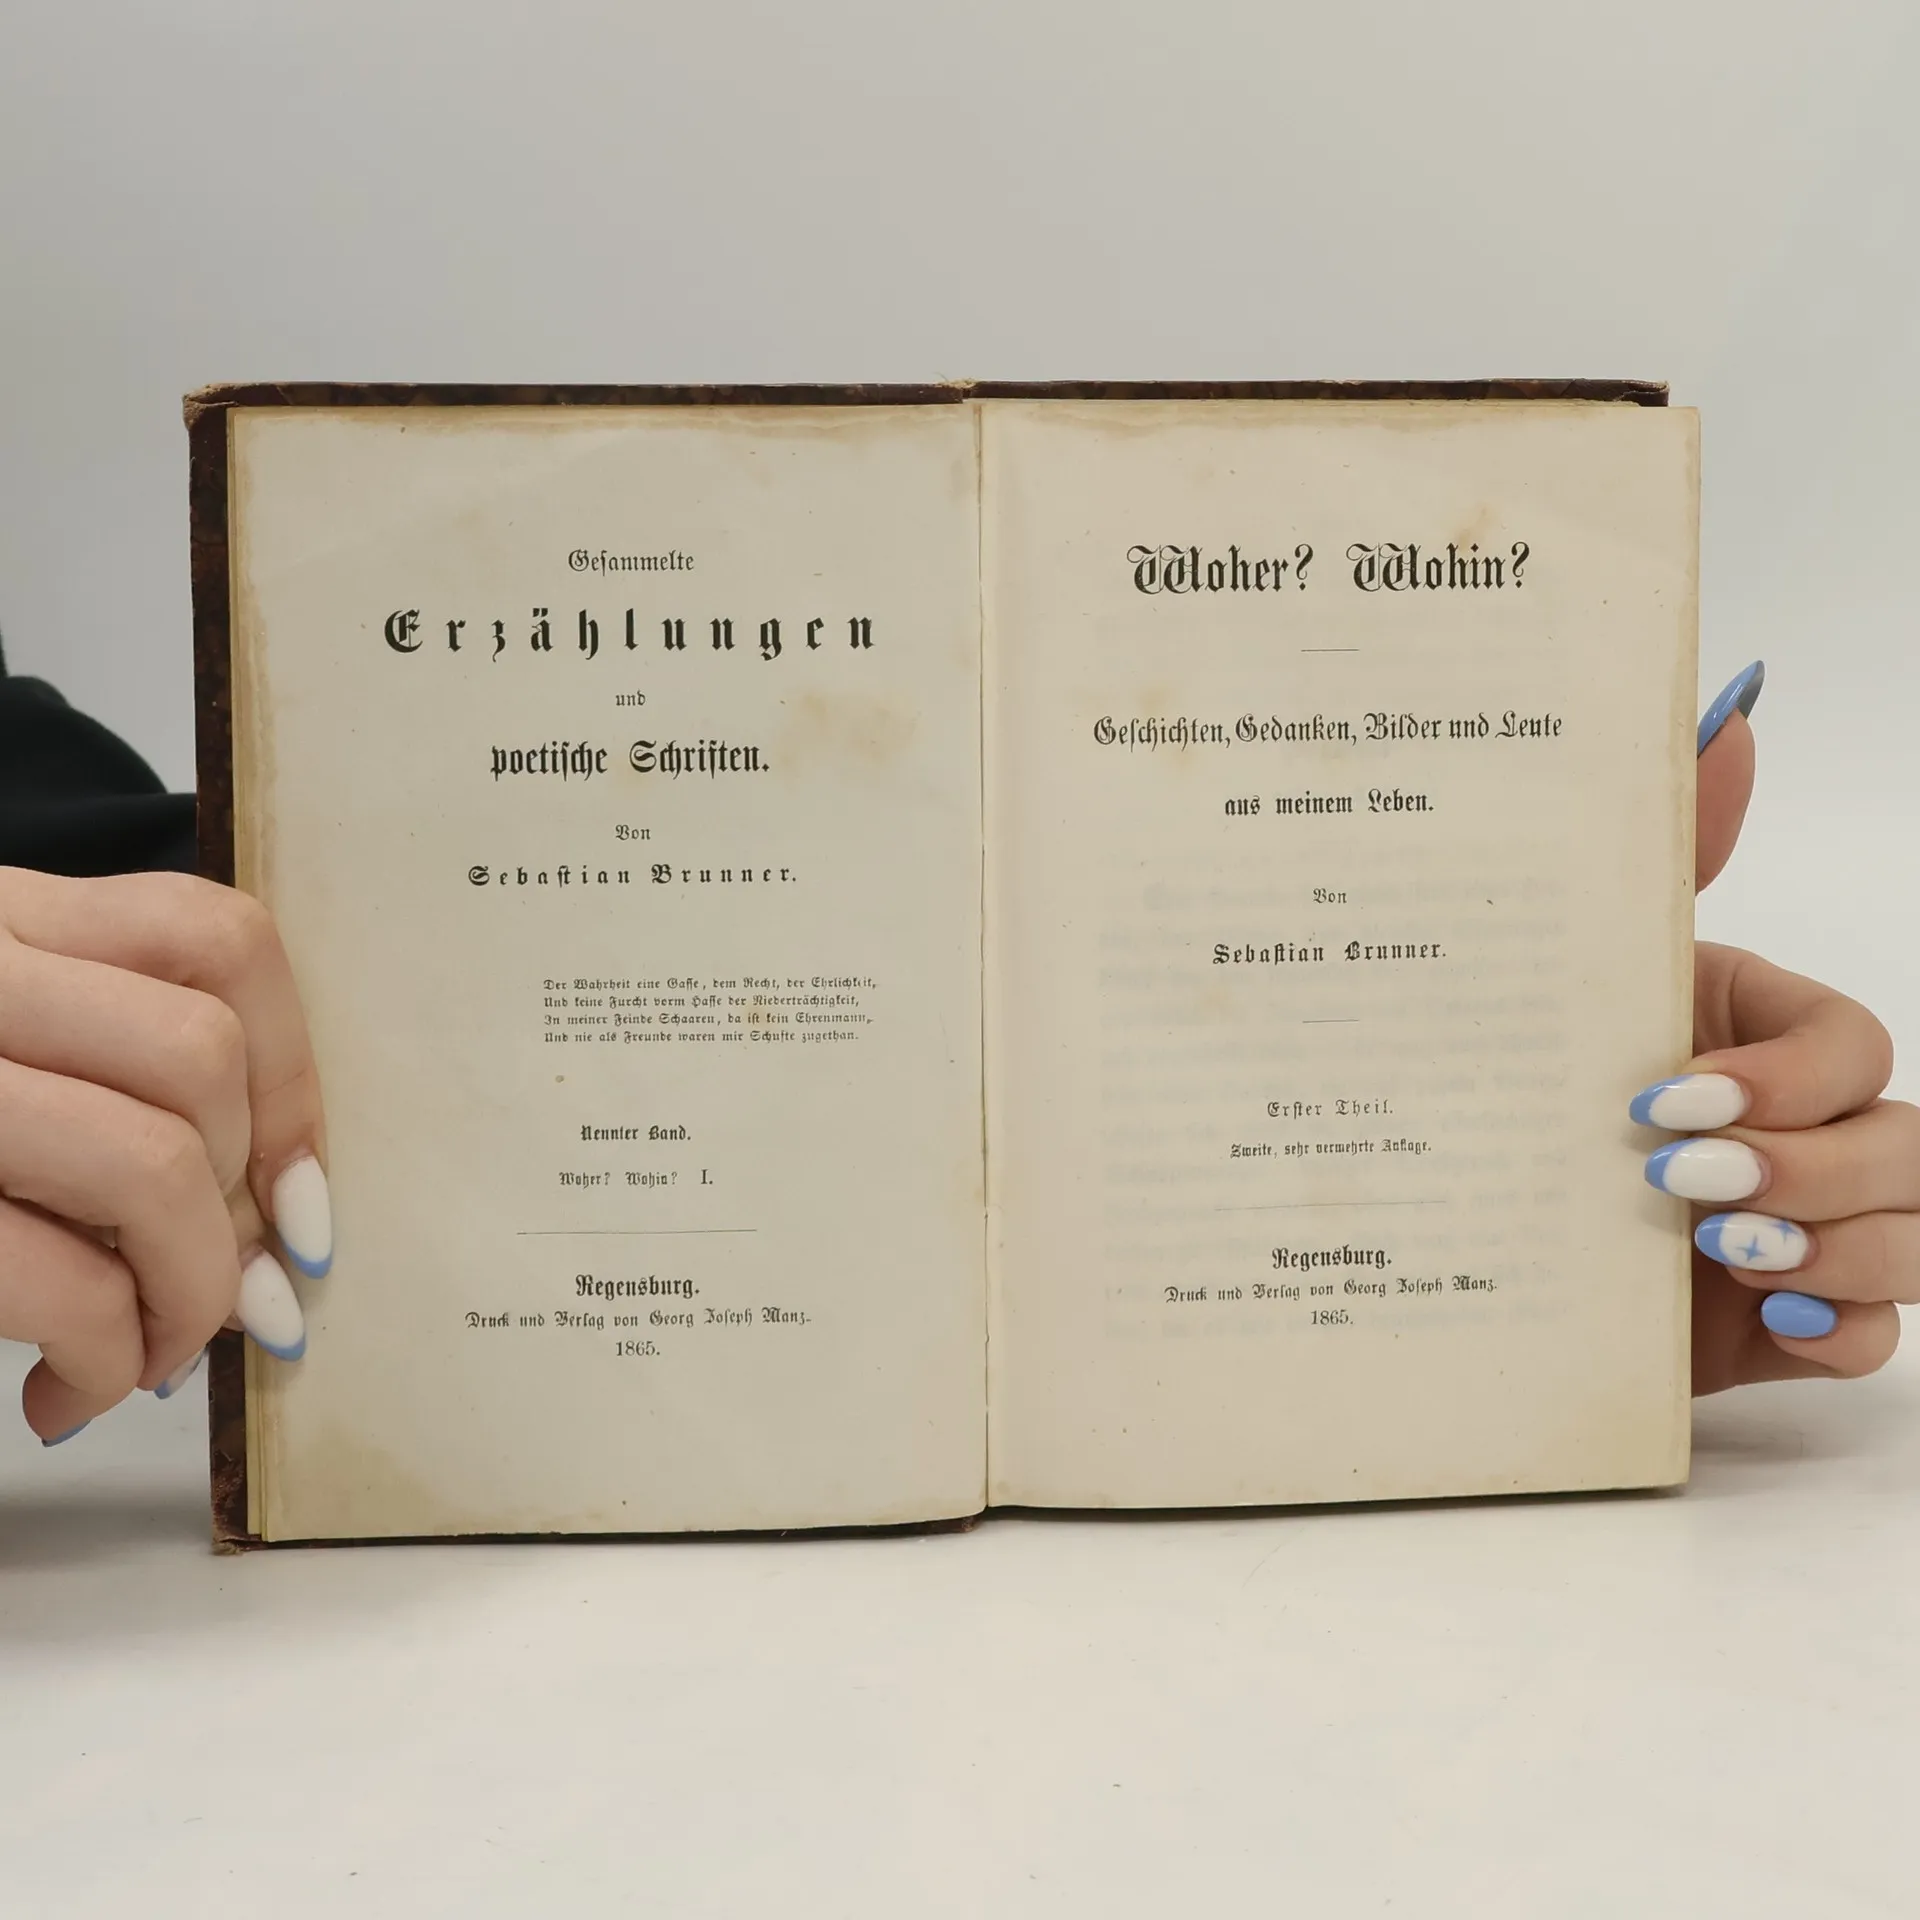 Gesammelte
Erzählungen
und
poetische Schriften.
Von
Sebastian Brunner.
Der Wahrheit eine Gasse, dem Recht, der Ehrlichkeit,
Und keine Furcht vorm Hasse der Niederträchtigkeit,
In meiner Feinde Schaaren, da ist kein Ehrenmann,
Und nie als Freunde waren mir Schufte zugethan.
Neunter Band.
Woher? Wohin? I.
Regensburg.
Druck und Verlag von Georg Joseph Manz.
1865.
Woher? Wohin?
Geschichten, Gedanken, Bilder und Leute
aus meinem Leben.
Von
Sebastian Brunner.
Erster Theil.
Zweite, sehr vermehrte Auflage.
Regensburg.
Druck und Verlag von Georg Joseph Manz.
1865.